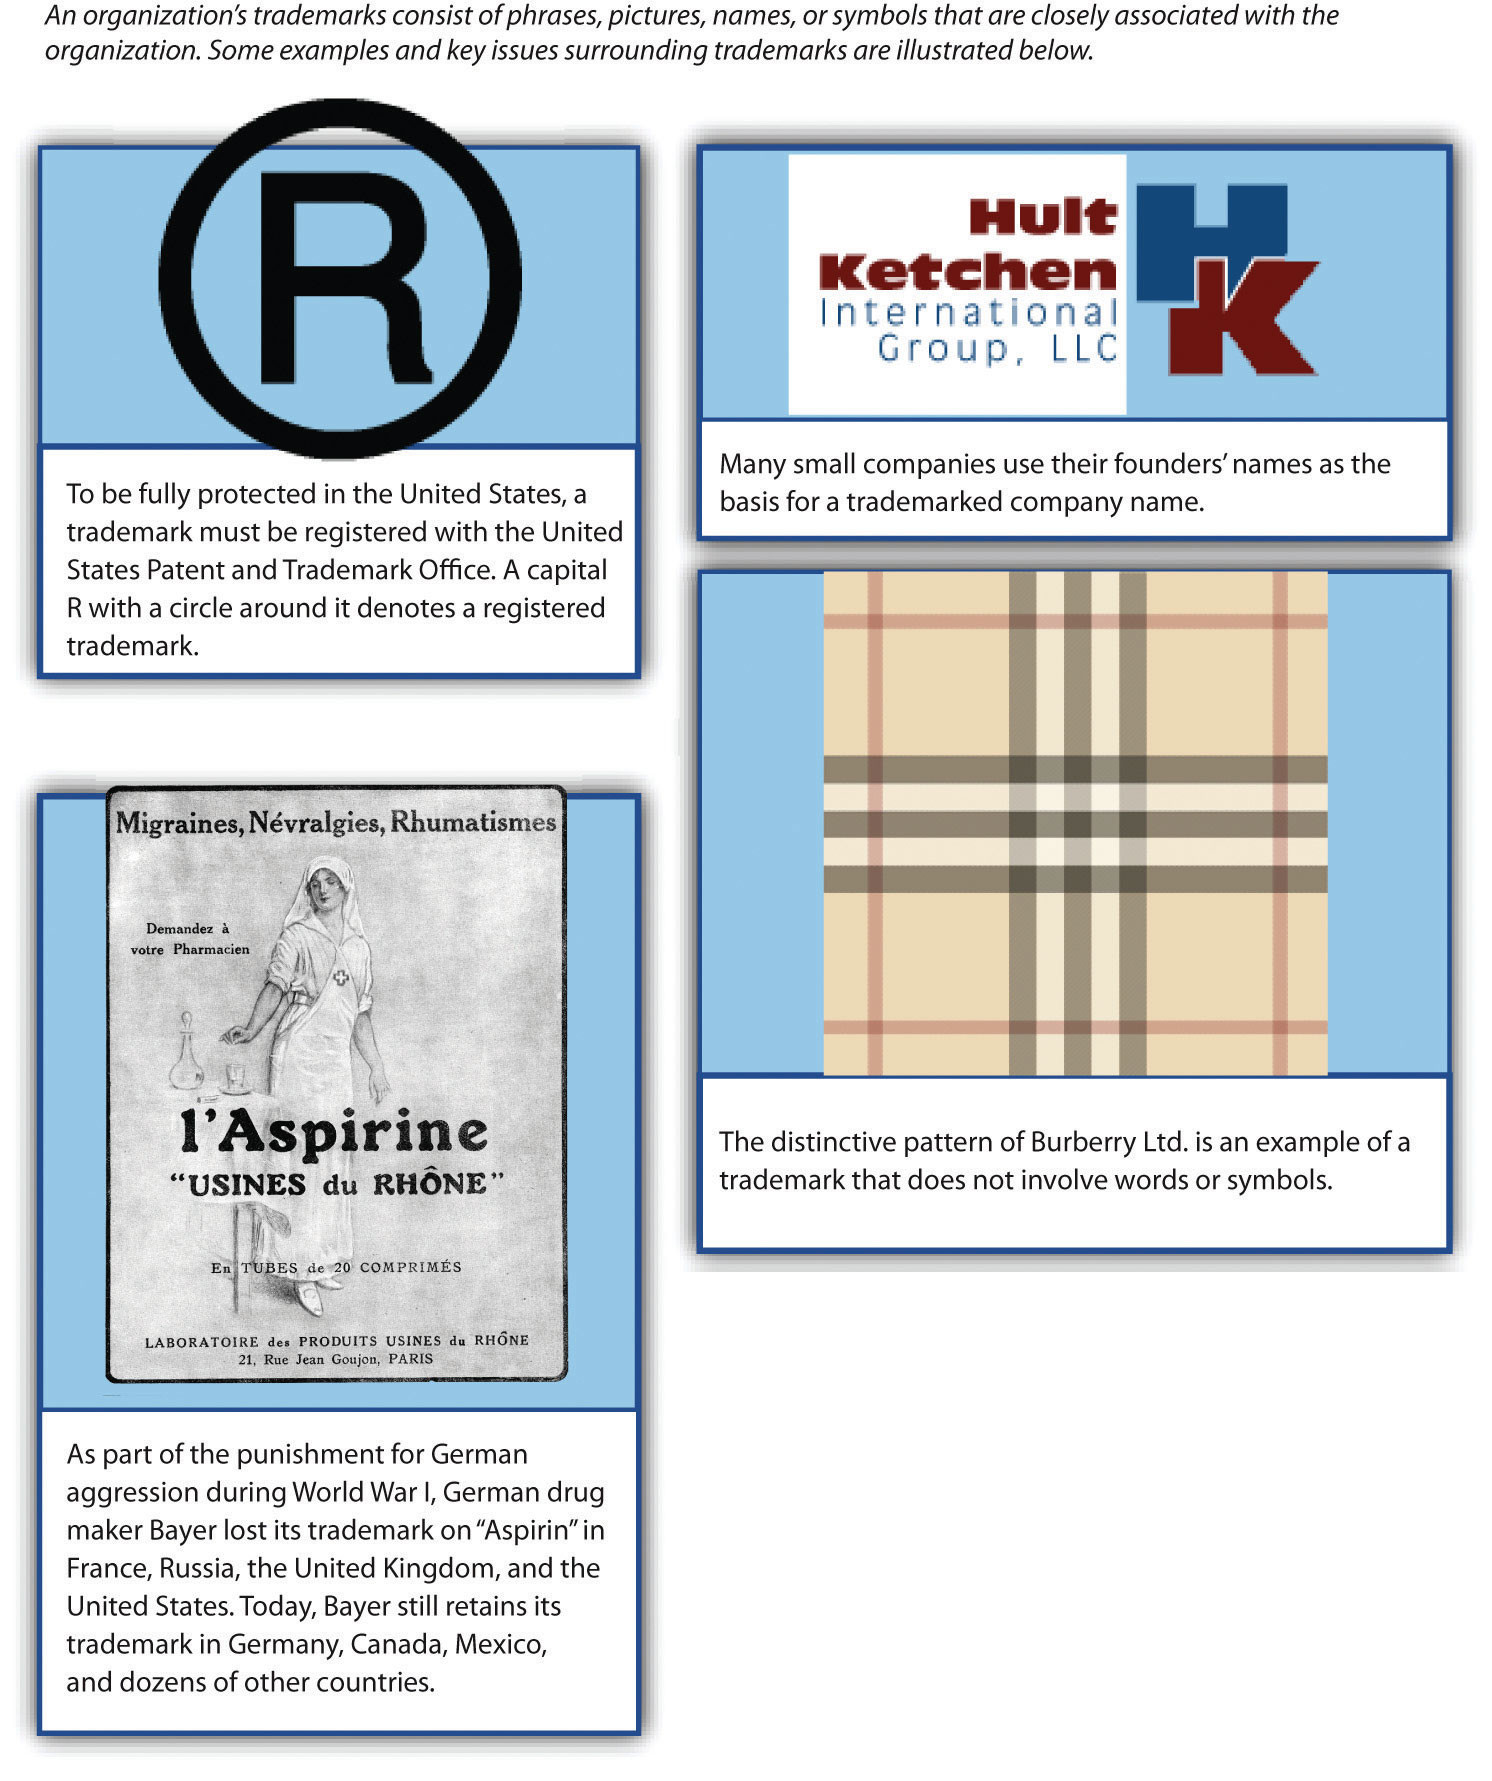 An organization’s trademarks consist of phrases, pictures, names, or symbols that are closely associated with the
organization. Some examples and key issues surrounding trademarks are illustrated below.
R
To be fully protected in the United States, a
trademark must be registered with the United
States Patent and Trademark Office. A capital
R with a circle around it denotes a registered
trademark.
Hult
Ketchen
International
Group, LLC
HK
Many small companies use their founders’ names as the
basis for a trademarked company name.
The distinctive pattern of Burberry Ltd. is an example of a
trademark that does not involve words or symbols.
Migraines, Névralgies, Rhumatismes
Demandez à
votre Pharmacien
l’Aspirine
“USINES du RHÔNE”
En TUBES de 20 COMPRIMÉS
LABORATOIRE des PRODUITS USINES du RHÔNE
21, Rue Jean Goujon, PARIS
As part of the punishment for German
aggression during World War I, German drug
maker Bayer lost its trademark on “Aspirin” in
France, Russia, the United Kingdom, and the
United States. Today, Bayer still retains its
trademark in Germany, Canada, Mexico,
and dozens of other countries.